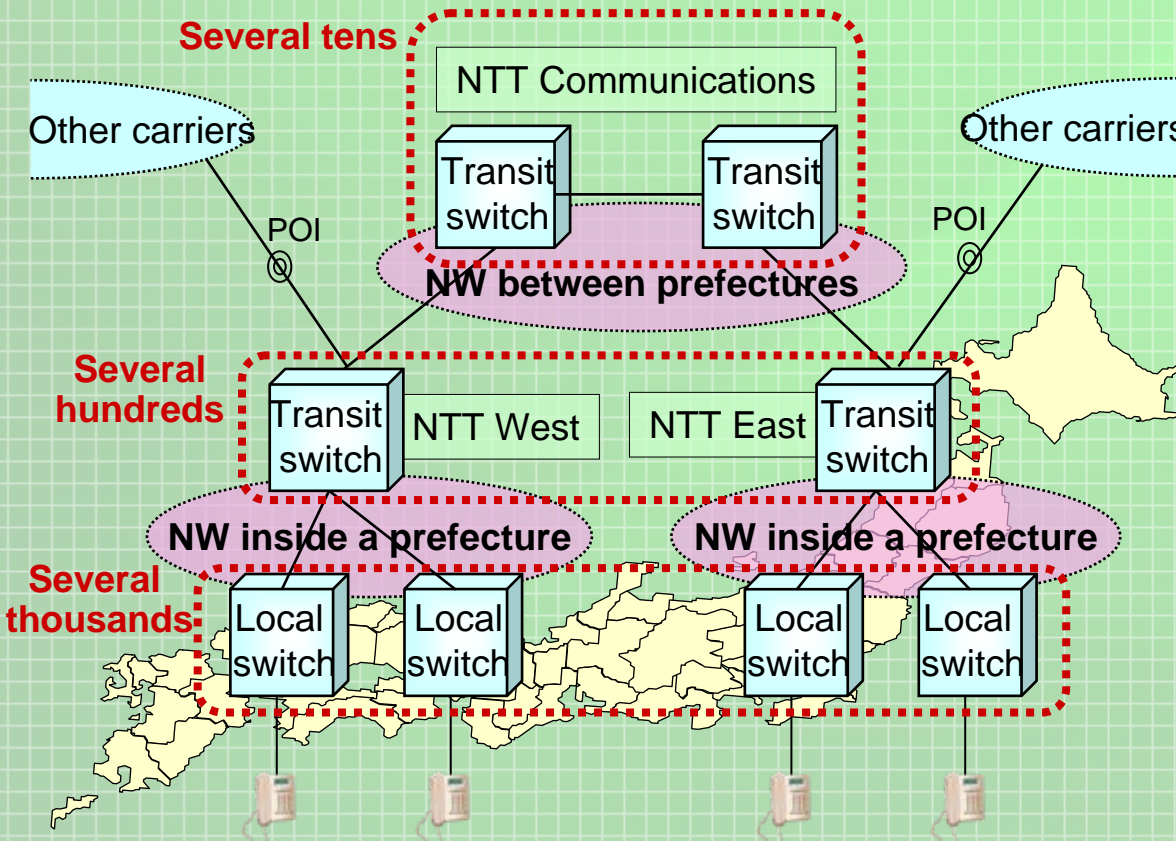 Several tens
NTT Communications
Other carriers
Other carriers
Transit
switch
Transit
switch
POI
POI
NW between prefectures
Several
hundreds
Transit
switch
NTT West
NTT East
Transit
switch
NW inside a prefecture
NW inside a prefecture
Several
thousands
Local
switch
Local
switch
Local
switch
Local
switch